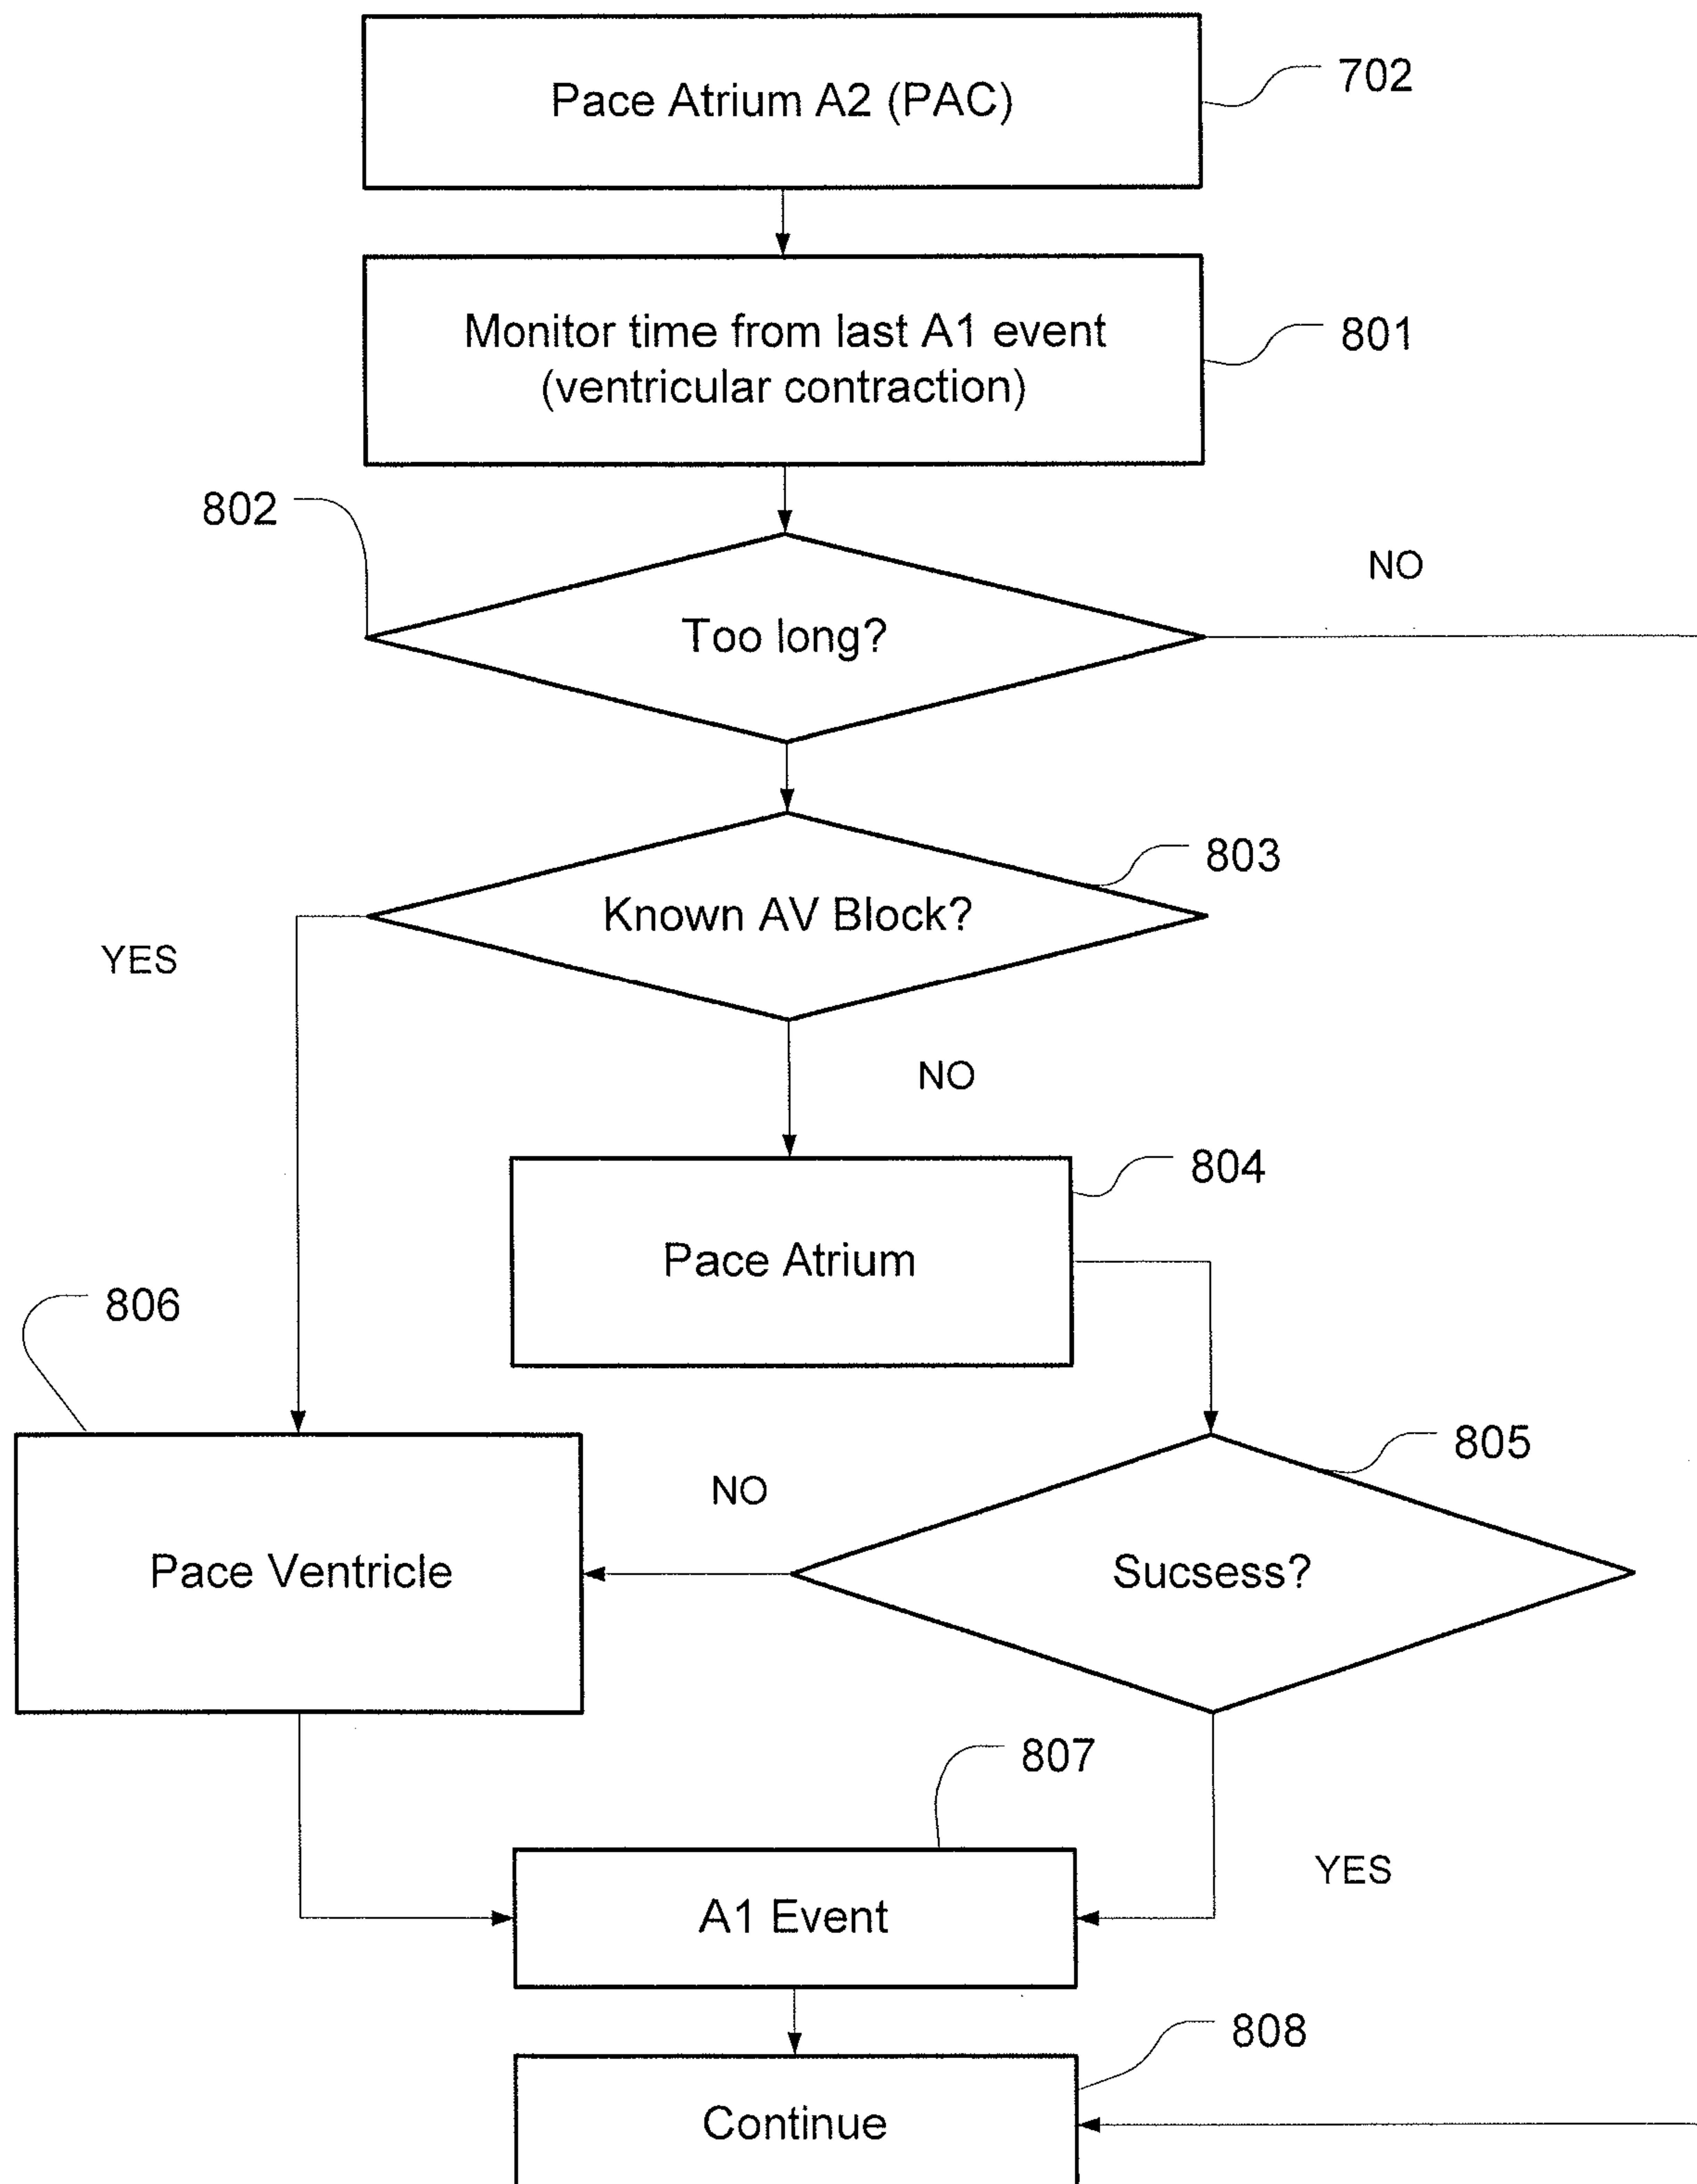 Pace Atrium A2 (PAC)
702
Monitor time from last A1 event
(ventricular contraction)
801
802
Too long?
NO
803
Known AV Block?
YES
NO
804
Pace Atrium
806
805
NO
Pace Ventricle
Sucsess?
807
YES
A1 Event
808
Continue